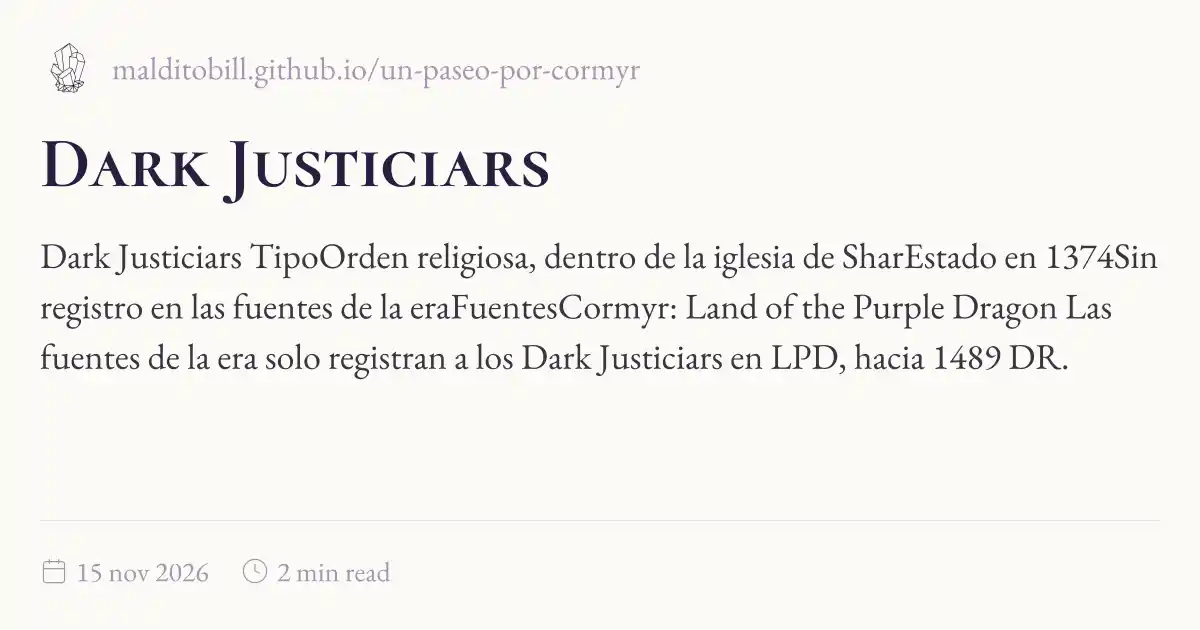 malditobill.github.io/un-paseo-por-cormyr
Dark Justiciars
Dark Justiciars TipoOrden religiosa, dentro de la iglesia de SharEstado en 1374Sin
registro en las fuentes de la eraFuentesCormyr: Land of the Purple Dragon Las
fuentes de la era solo registran a los Dark Justiciars en LPD, hacia 1489 DR.
15 nov 2026 2 min read